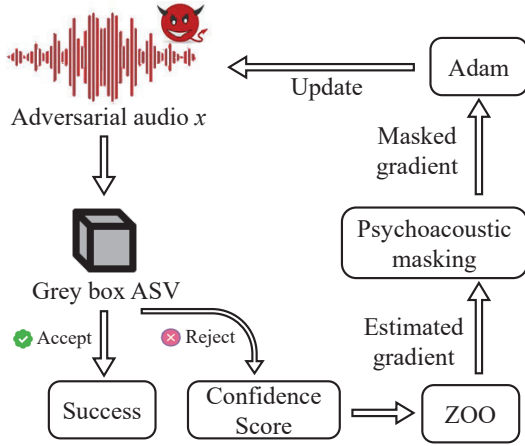 Adam
Update
Adversarial audio x
Masked
gradient
Psychoacoustic
masking
Grey box ASV
Accept
Reject
Estimated
gradient
Success
Confidence
Score
ZOO